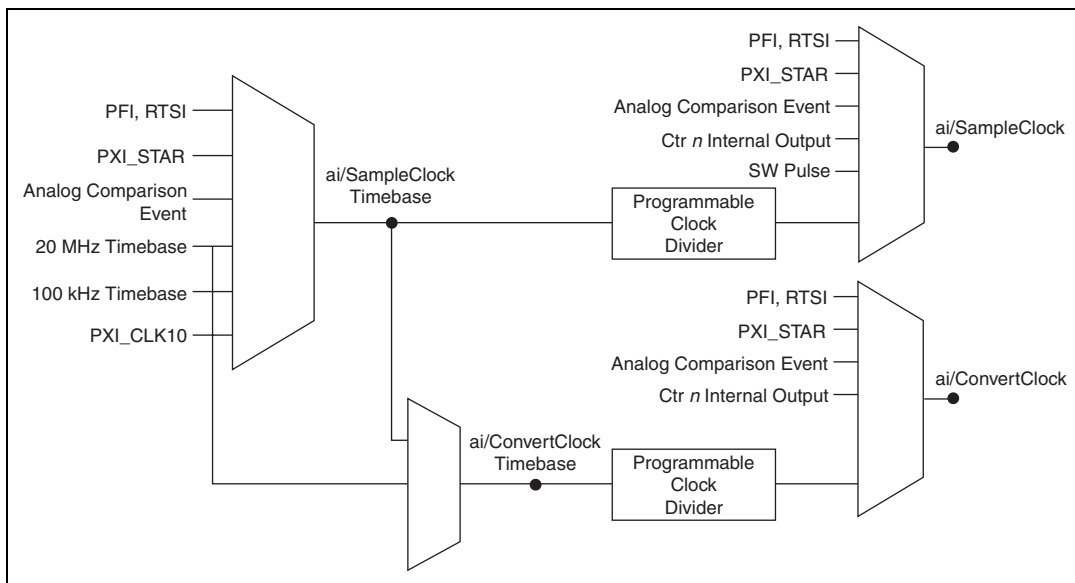 PFI, RTSI
PXI_STAR
Analog Comparison
Event
20 MHz Timebase
100 kHz Timebase
PXI_CLK10
ai/SampleClock
Timebase
Programmable
Clock
Divider
PFI, RTSI
PXI_STAR
Analog Comparison Event
Ctr n Internal Output
SW Pulse
ai/SampleClock
ai/ConvertClock
Timebase
Programmable
Clock
Divider
PFI, RTSI
PXI_STAR
Analog Comparison Event
Ctr n Internal Output
ai/ConvertClock